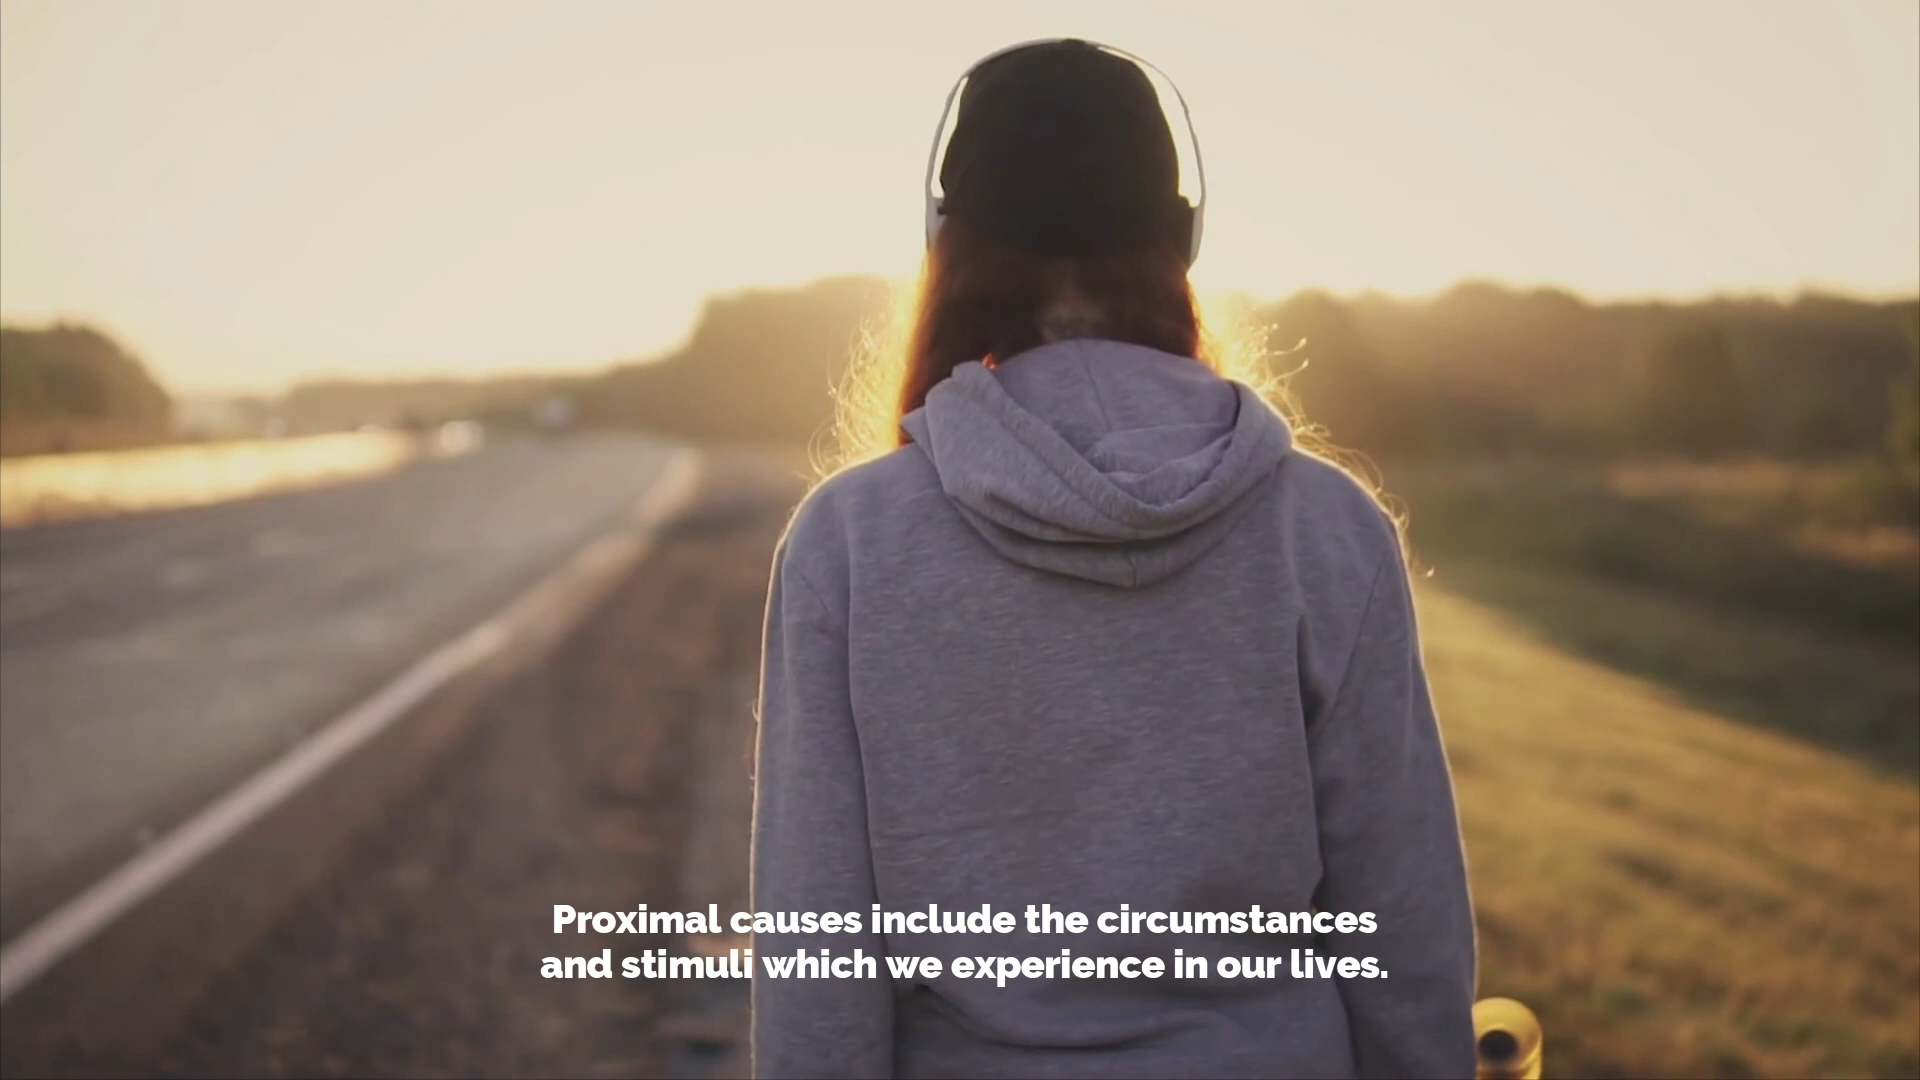 Proximal causes include the circumstances
and stimuli which we experience in our lives.